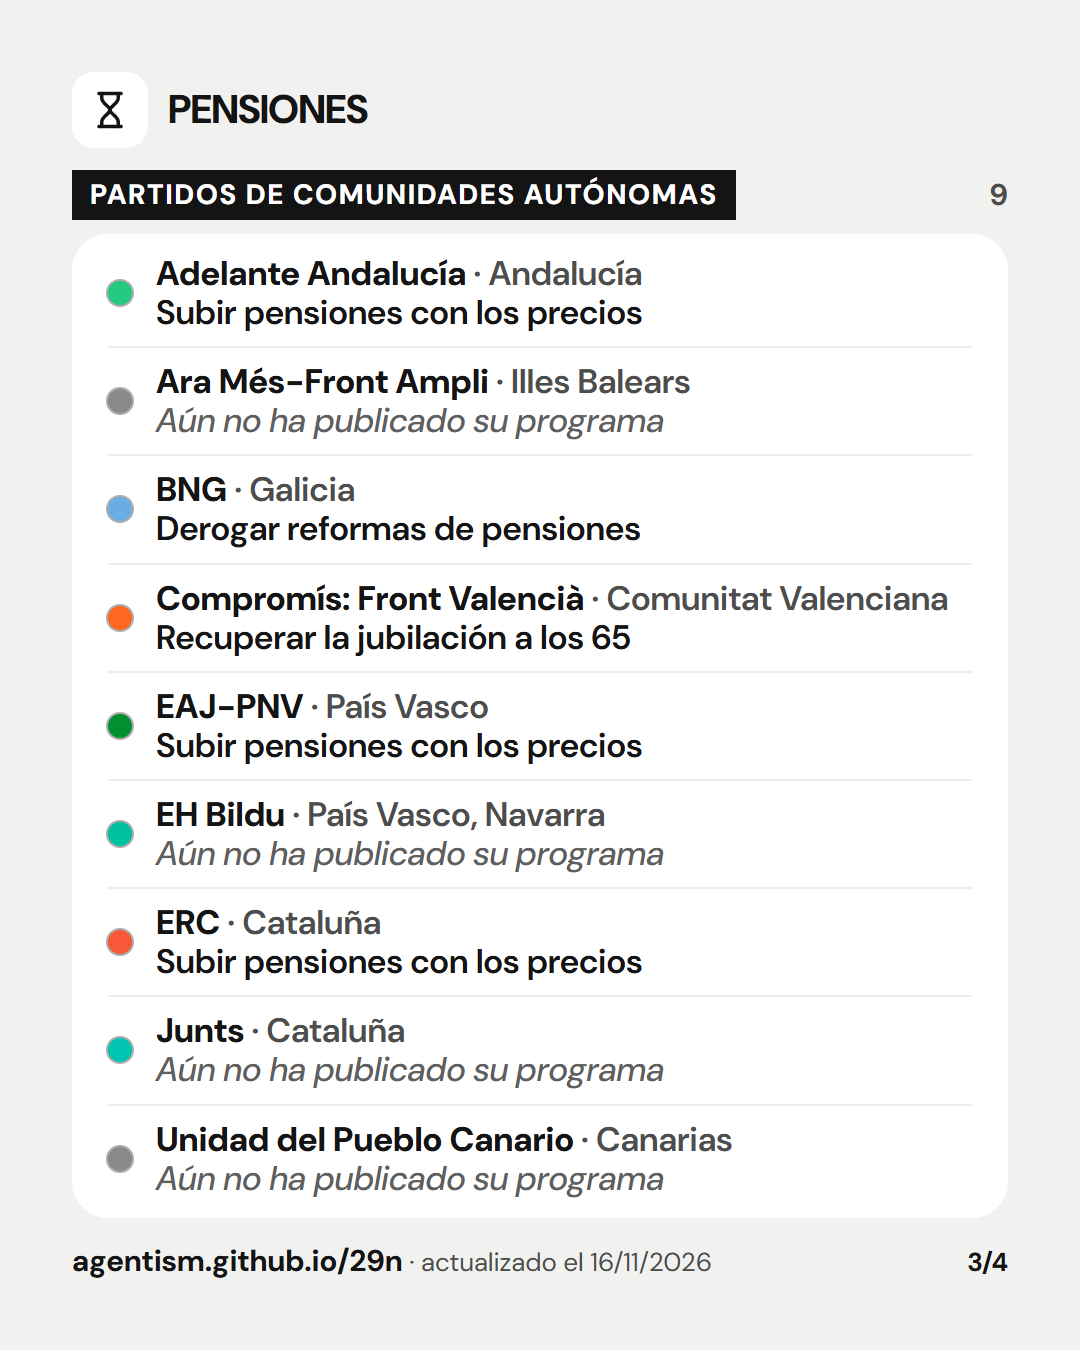 PENSIONES
PARTIDOS DE COMUNIDADES AUTÓNOMAS
9
Adelante Andalucía · Andalucía
Subir pensiones con los precios
Ara Més-Front Ampli · Illes Balears
Aún no ha publicado su programa
BNG · Galicia
Derogar reformas de pensiones
Compromís: Front Valencià · Comunitat Valenciana
Recuperar la jubilación a los 65
EAJ-PNV · País Vasco
Subir pensiones con los precios
EH Bildu · País Vasco, Navarra
Aún no ha publicado su programa
ERC · Cataluña
Subir pensiones con los precios
Junts · Cataluña
Aún no ha publicado su programa
Unidad del Pueblo Canario · Canarias
Aún no ha publicado su programa
agentism.github.io/29n · actualizado el 16/11/2026
3/4